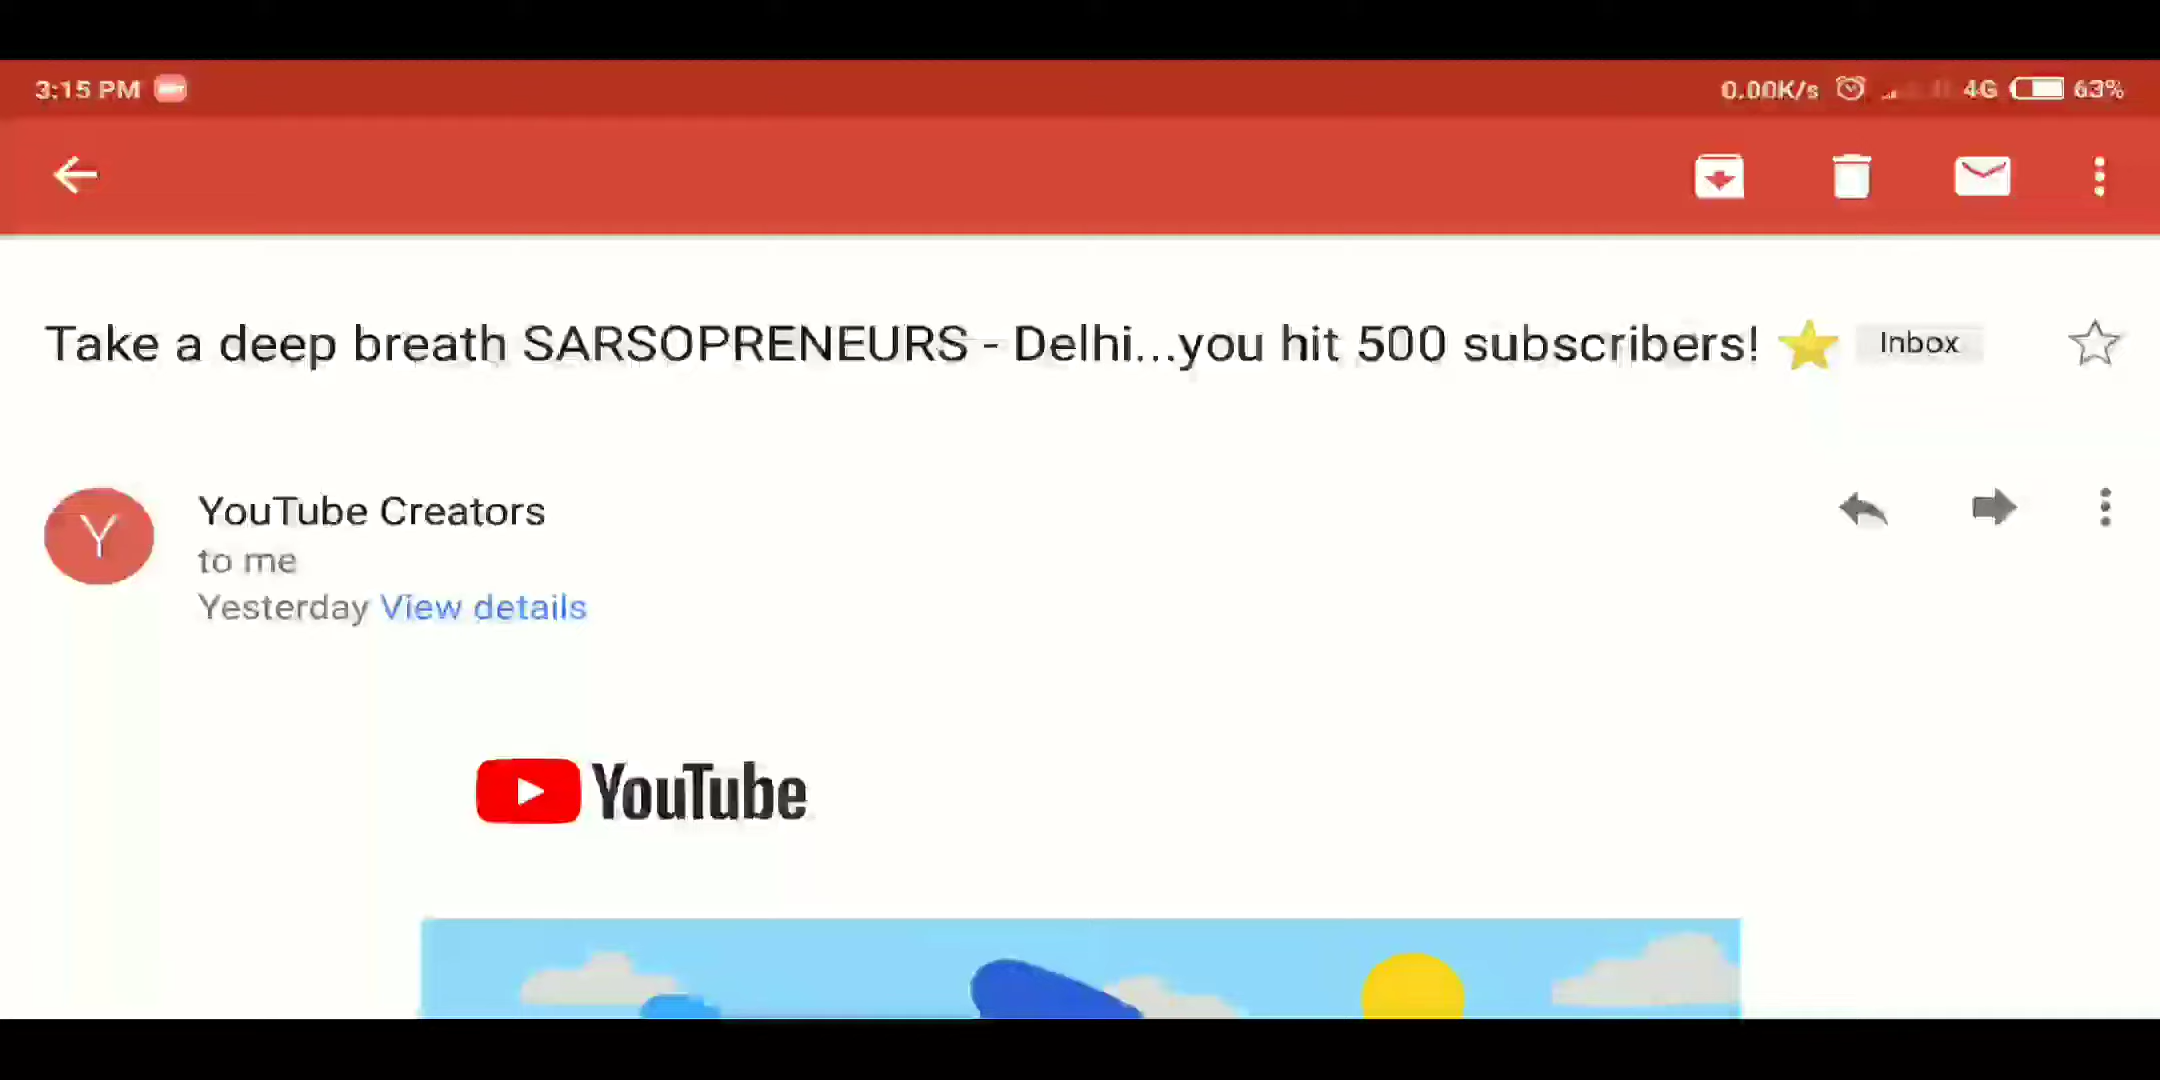 3:15 PM
0.00K/s 4G 63%
Take a deep breath SARSOPRENEURS - Delhi...you hit 500 subscribers! ⭐ Inbox
Y
YouTube Creators
to me
Yesterday View details
YouTube